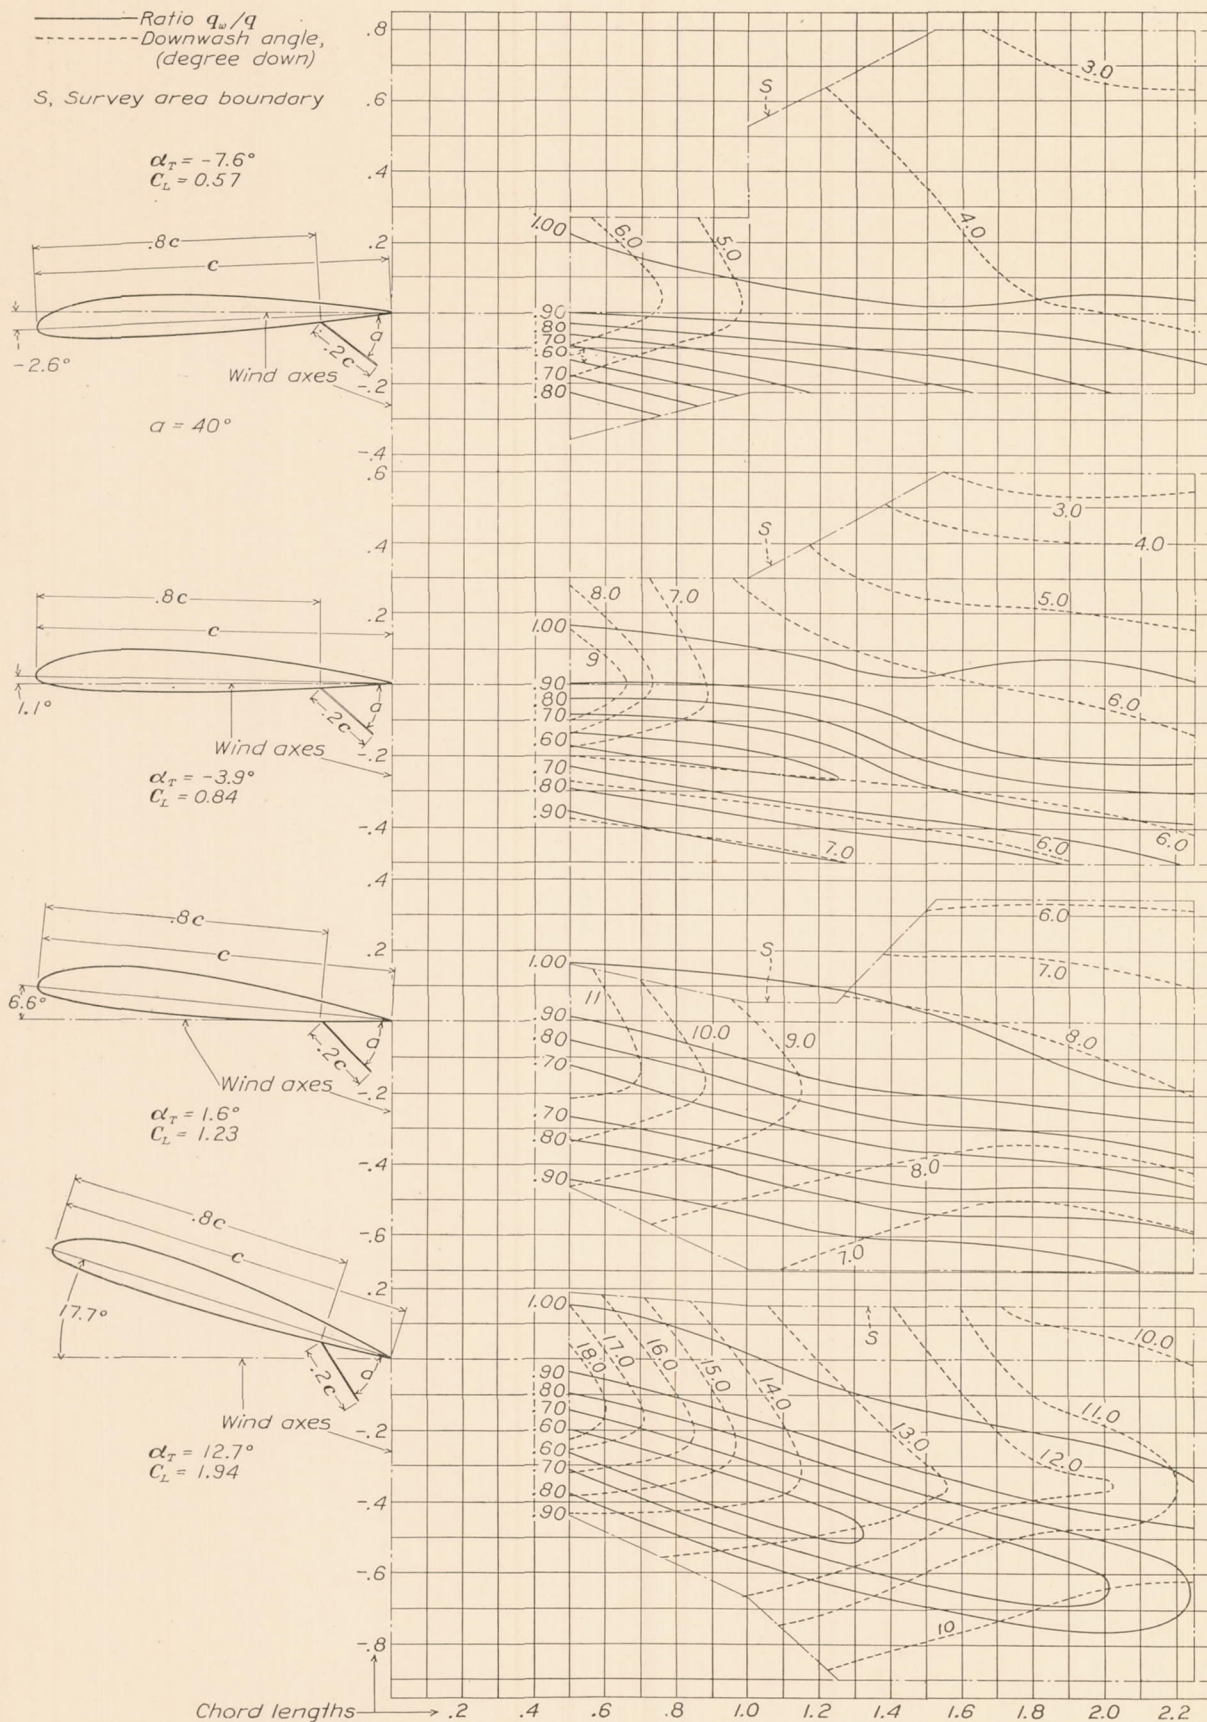 Ratio q_w/q
Downwash angle,
(degree down)
S, Survey area boundary
α_T = -7.6°
C_L = 0.57
.8c
c
-2.6°
.2c
a
Wind axes
a = 40°
.8
.6
.4
.2
0
-.2
-.4
S
3.0
4.0
1.00
6.0
5.0
.90
.80
.70
.60
.70
.80
.8c
c
1.1°
.2c
a
Wind axes
α_T = -3.9°
C_L = 0.84
.6
.4
.2
0
-.2
-.4
S
3.0
4.0
5.0
8.0
7.0
1.00
9
6.0
.90
.80
.70
.60
.70
.80
.90
7.0
6.0
6.0
.8c
c
6.6°
.2c
a
Wind axes
α_T = 1.6°
C_L = 1.23
.4
.2
0
-.2
-.4
-.6
6.0
S
7.0
1.00
11
10.0
9.0
8.0
.90
.80
.70
.70
.80
.90
8.0
7.0
.8c
c
17.7°
.2c
a
Wind axes
α_T = 12.7°
C_L = 1.94
.2
0
-.2
-.4
-.6
-.8
1.00
S
10.0
18.0
17.0
16.0
15.0
14.0
13.0
12.0
11.0
.90
.80
.70
.60
.60
.70
.80
.90
10
Chord lengths
.2 .4 .6 .8 1.0 1.2 1.4 1.6 1.8 2.0 2.2